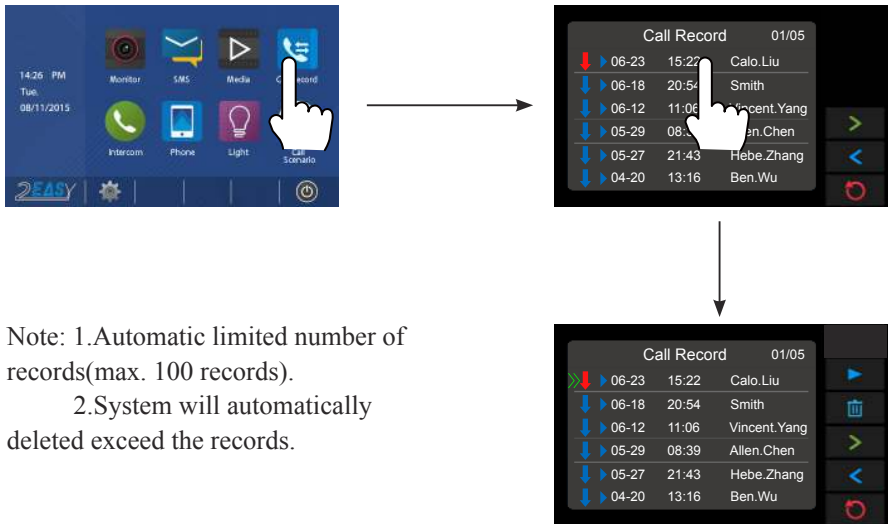 14:26 PM
Tue.
08/11/2015
Monitor SMS Media
Intercom Phone Light Call
Scenario
2EASY
Call Record 01/05
06-23 15:22 Calo.Liu
06-18 20:54 Smith
06-12 11:06
05-29
05-27 21:43 Hebe.Zhang
04-20 13:16 Ben.Wu
Note: 1.Automatic limited number of
records(max. 100 records).
2.System will automatically
deleted exceed the records.
Call Record 01/05
06-23 15:22 Calo.Liu
06-18 20:54 Smith
06-12 11:06 Vincent.Yang
05-29 08:39 Allen.Chen
05-27 21:43 Hebe.Zhang
04-20 13:16 Ben.Wu